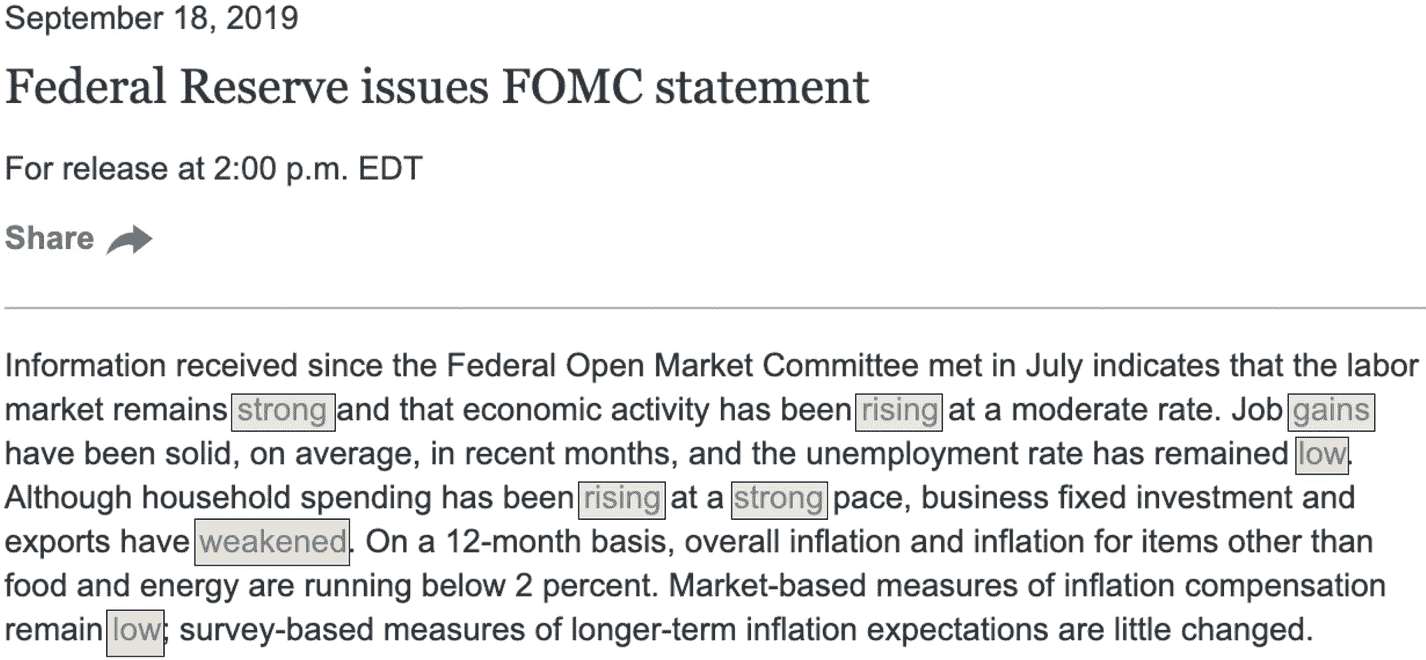 September 18, 2019
Federal Reserve issues FOMC statement
For release at 2:00 p.m. EDT
Share
Information received since the Federal Open Market Committee met in July indicates that the labor
market remains strong and that economic activity has been rising at a moderate rate. Job gains
have been solid, on average, in recent months, and the unemployment rate has remained low.
Although household spending has been rising at a strong pace, business fixed investment and
exports have weakened. On a 12-month basis, overall inflation and inflation for items other than
food and energy are running below 2 percent. Market-based measures of inflation compensation
remain low; survey-based measures of longer-term inflation expectations are little changed.